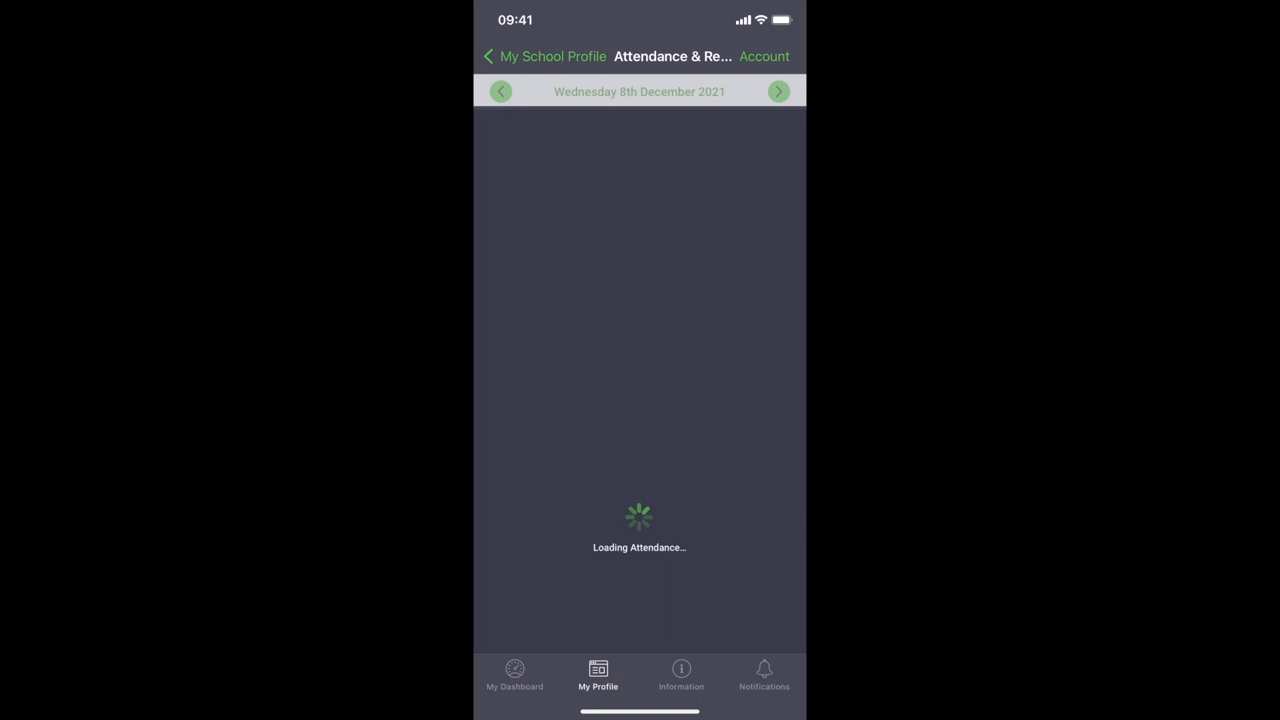 09:41
My School Profile Attendance & Re... Account
Wednesday 8th December 2021
Loading Attendance...
My Dashboard My Profile Information Notifications